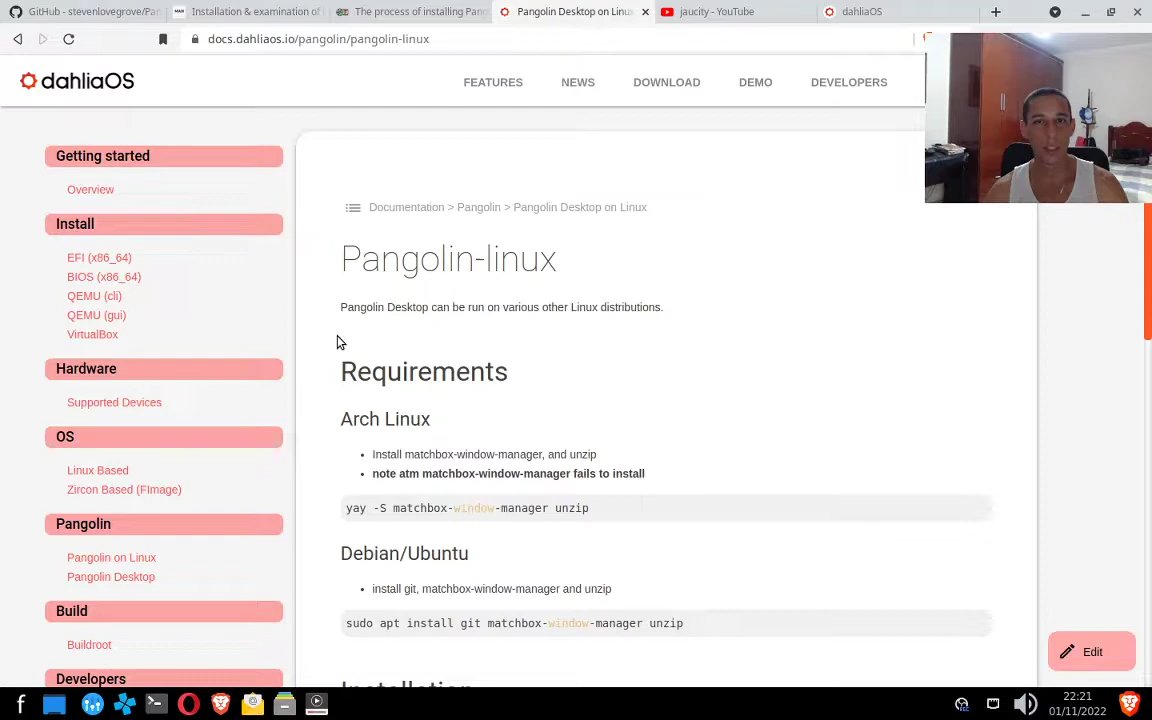 GitHub - stevenlovegrove/Pan
Installation & examination of
The process of installing Pang
Pangolin Desktop on Linux
jaucity - YouTube
dahliaOS
docs.dahliaos.io/pangolin/pangolin-linux
dahliaOS
FEATURES
NEWS
DOWNLOAD
DEMO
DEVELOPERS
Getting started
Overview
Install
EFI (x86_64)
BIOS (x86_64)
QEMU (cli)
QEMU (gui)
VirtualBox
Hardware
Supported Devices
OS
Linux Based
Zircon Based (FImage)
Pangolin
Pangolin on Linux
Pangolin Desktop
Build
Buildroot
Developers
Documentation > Pangolin > Pangolin Desktop on Linux
Pangolin-linux
Pangolin Desktop can be run on various other Linux distributions.
Requirements
Arch Linux
• Install matchbox-window-manager, and unzip
• note atm matchbox-window-manager fails to install
yay -S matchbox-window-manager unzip
Debian/Ubuntu
• install git, matchbox-window-manager and unzip
sudo apt install git matchbox-window-manager unzip
Installation
Edit
22:21
01/11/2022